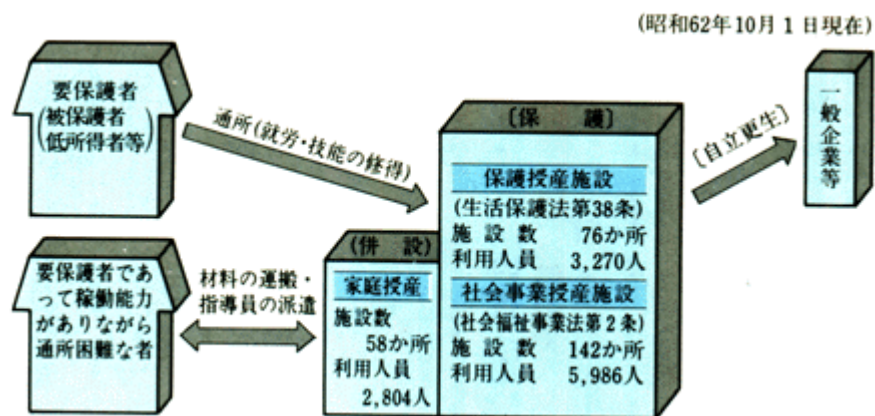 (昭和62年10月1日現在)
要保護者
(被保護者
低所得者等)
通所(就労・技能の修得)
〔保　護〕
保護授産施設
(生活保護法第38条)
施設数　76か所
利用人員　3,270人
社会事業授産施設
(社会福祉事業法第2条)
施設数　142か所
利用人員　5,986人
〔自立更生〕
一般企業等
要保護者であ
って稼働能力
がありながら
通所困難な者
材料の運搬・
指導員の派遣
(併　設)
家庭授産
施設数
58か所
利用人員
2,804人